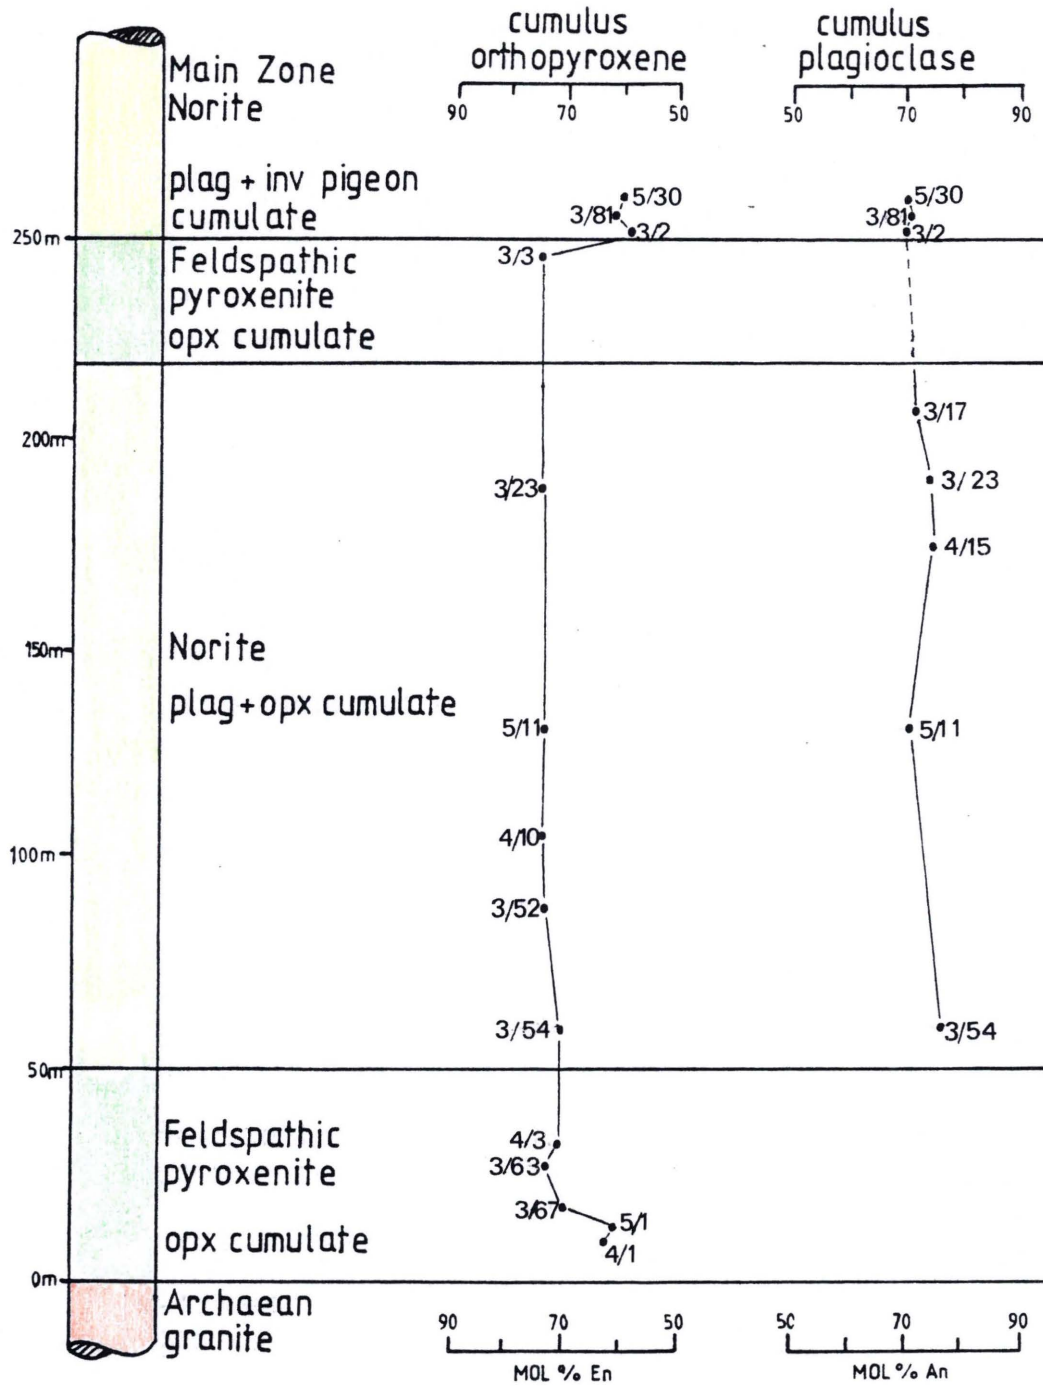 cumulus
orthopyroxene
cumulus
plagioclase
90 70 50
50 70 90
Main Zone
Norite
plag + inv pigeon
cumulate
5/30
3/81
3/2
5/30
3/81
3/2
250m
3/3
Feldspathic
pyroxenite
opx cumulate
3/17
200m
3/23
3/23
4/15
150m
Norite
plag+opx cumulate
5/11
5/11
4/10
100m
3/52
3/54
3/54
50m
Feldspathic
pyroxenite
4/3
3/63
3/67
5/1
4/1
opx cumulate
0m
Archaean
granite
90 70 50
50 70 90
MOL % En
MOL % An